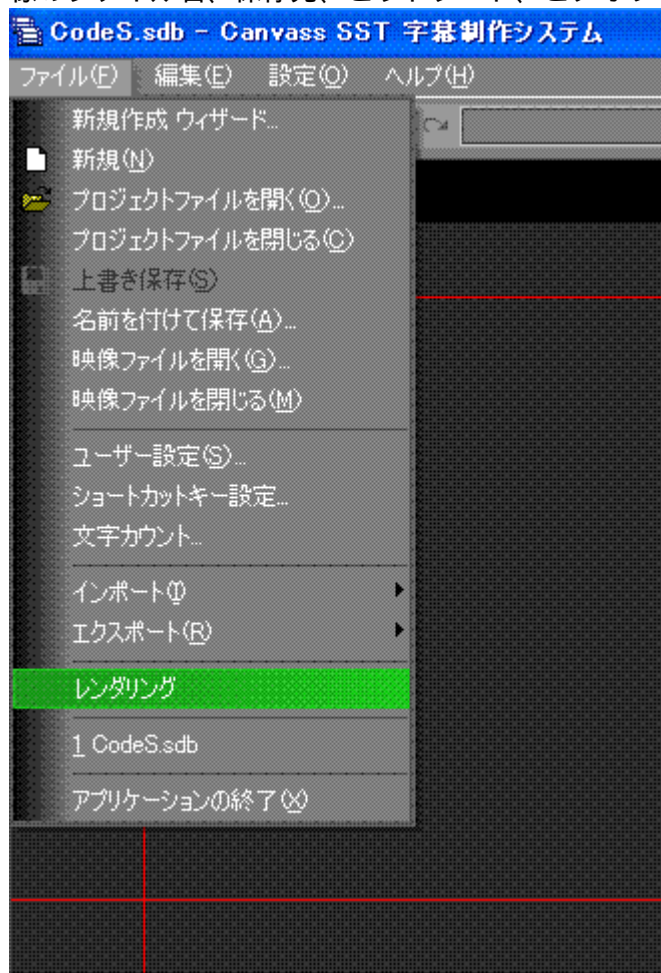 CodeS.sdb - Canvass SST 字幕制作システム
ファイル(F) 編集(E) 設定(O) ヘルプ(H)
新規作成 ウィザード...
新規(N)
プロジェクトファイルを開く(O)...
プロジェクトファイルを閉じる(C)
上書き保存(S)
名前を付けて保存(A)...
映像ファイルを開く(G)...
映像ファイルを閉じる(M)
ユーザー設定(S)...
ショートカットキー設定...
文字カウント...
インポート(I)
エクスポート(R)
レンダリング
1 CodeS.sdb
アプリケーションの終了(X)